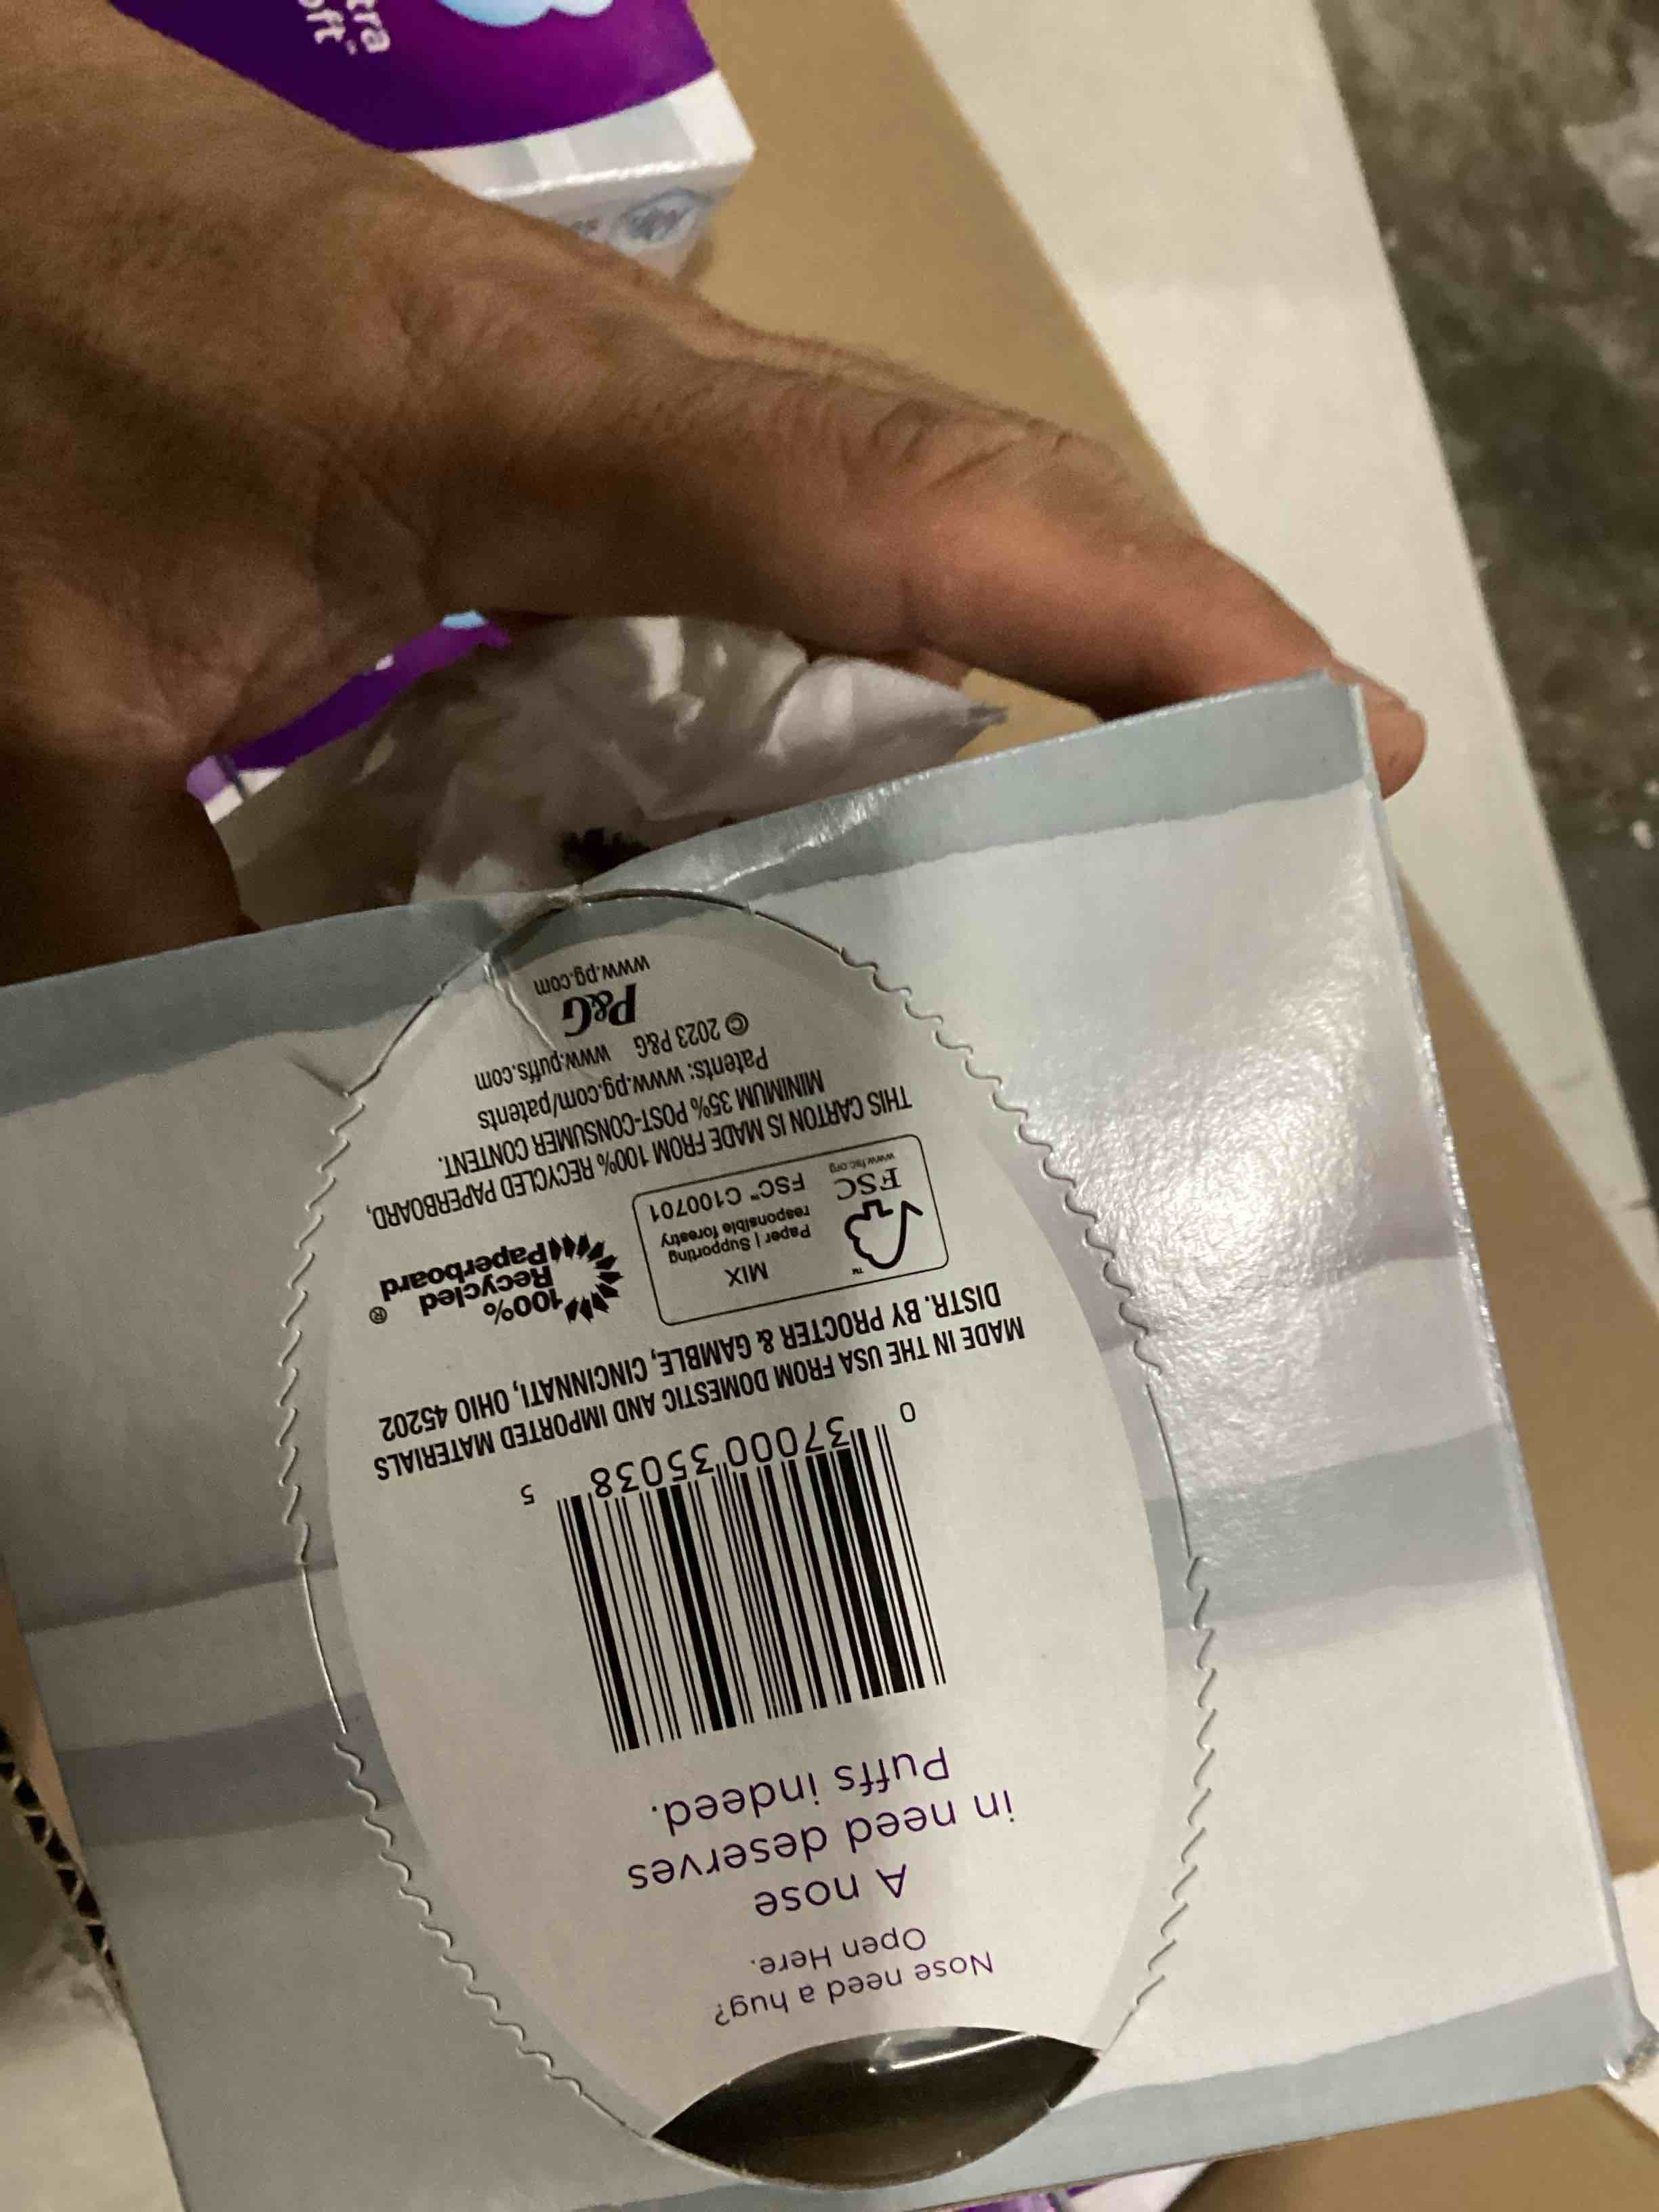 tra
oft™
Nose need a hug?
Open Here.
A nose
in need deserves
Puffs indeed.
0 37000 35038 5
MADE IN THE USA FROM DOMESTIC AND IMPORTED MATERIALS
DISTR. BY PROCTER & GAMBLE, CINCINNATI, OHIO 45202
™
FSC
www.fsc.org
MIX
Paper | Supporting
responsible forestry
FSC™ C100701
100%
Recycled
Paperboard®
THIS CARTON IS MADE FROM 100% RECYCLED PAPERBOARD,
MINIMUM 35% POST-CONSUMER CONTENT.
Patents: www.pg.com/patents
© 2023 P&G www.puffs.com
P&G
www.pg.com